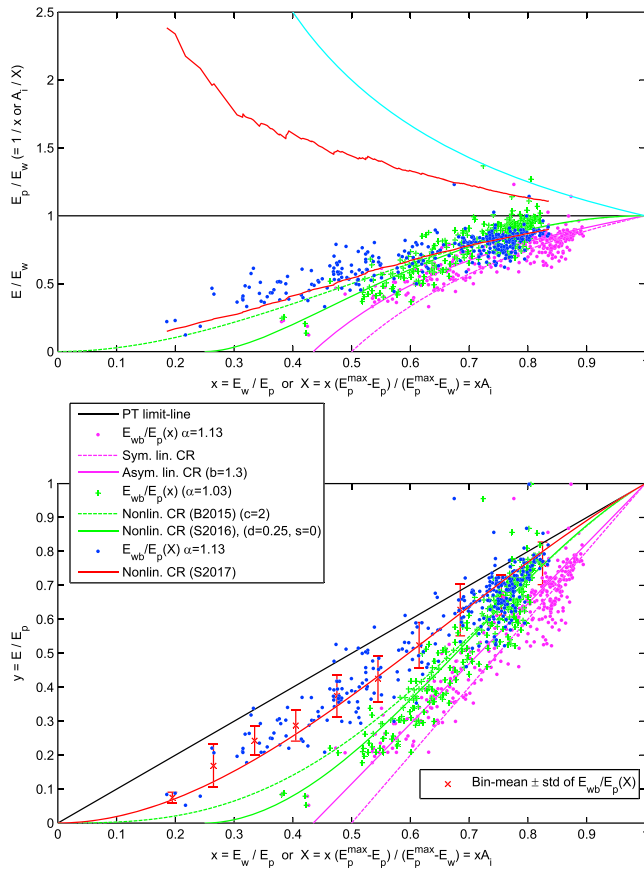 2.5
2
1.5
1
0.5
0
E_p / E_w (= 1 / x or A_i / X)
E / E_w
0 0.1 0.2 0.3 0.4 0.5 0.6 0.7 0.8 0.9 1
x = E_w / E_p or X = x (E_p^max-E_p) / (E_p^max-E_w) = xA_i
PT limit-line
E_wb/E_p(x) α=1.13
Sym. lin. CR
Asym. lin. CR (b=1.3)
E_wb/E_p(x) (α=1.03)
Nonlin. CR (B2015) (c=2)
Nonlin. CR (S2016), (d=0.25, s=0)
E_wb/E_p(X) α=1.13
Nonlin. CR (S2017)
1
0.9
0.8
0.7
0.6
0.5
0.4
0.3
0.2
0.1
0
y = E / E_p
Bin-mean ± std of E_wb/E_p(X)
0 0.1 0.2 0.3 0.4 0.5 0.6 0.7 0.8 0.9 1
x = E_w / E_p or X = x (E_p^max-E_p) / (E_p^max-E_w) = xA_i